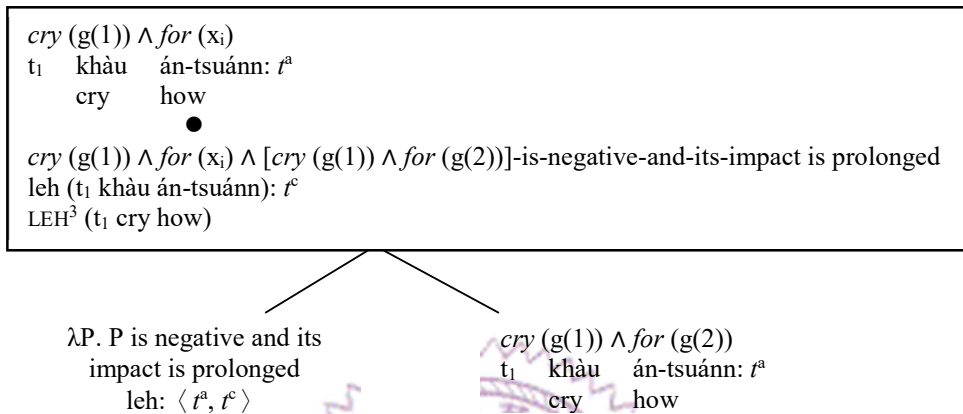 cry (g(1)) ∧ for (xᵢ)
t₁ khàu án-tsuánn: tᵃ
cry how
●
cry (g(1)) ∧ for (xᵢ) ∧ [cry (g(1)) ∧ for (g(2))]-is-negative-and-its-impact is prolonged
leh (t₁ khàu án-tsuánn): tᶜ
LEH³ (t₁ cry how)
λP. P is negative and its
impact is prolonged
leh: 〈 tᵃ, tᶜ 〉
cry (g(1)) ∧ for (g(2))
t₁ khàu án-tsuánn: tᵃ
cry how